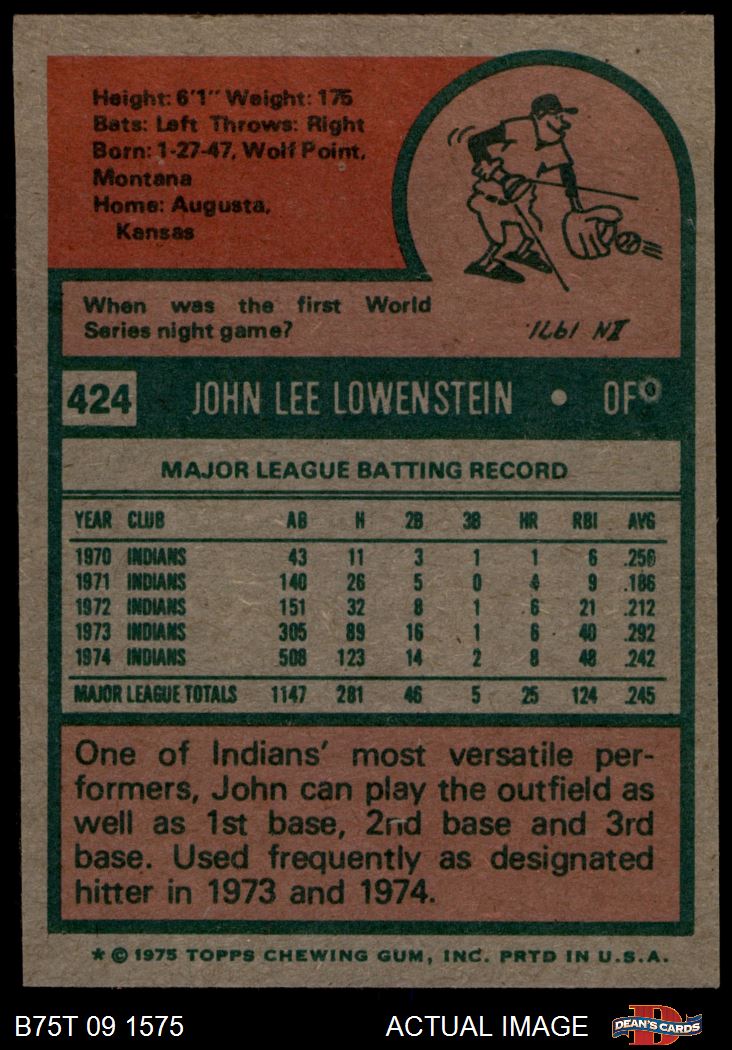 Height: 6'1" Weight: 175
Bats: Left Throws: Right
Born: 1-27-47, Wolf Point,
Montana
Home: Augusta,
Kansas
When was the first World
Series night game?
IN 1971
424 JOHN LEE LOWENSTEIN • OF
MAJOR LEAGUE BATTING RECORD
YEAR CLUB AB H 2B 3B HR RBI AVG
1970 INDIANS 43 11 3 1 1 6 .256
1971 INDIANS 140 26 5 0 4 9 .186
1972 INDIANS 151 32 8 1 6 21 .212
1973 INDIANS 305 89 16 1 6 40 .292
1974 INDIANS 508 123 14 2 8 48 .242
MAJOR LEAGUE TOTALS 1147 281 46 5 25 124 .245
One of Indians' most versatile per-
formers, John can play the outfield as
well as 1st base, 2nd base and 3rd
base. Used frequently as designated
hitter in 1973 and 1974.
* © 1975 TOPPS CHEWING GUM, INC. PRTD IN U.S.A.
B75T 09 1575 ACTUAL IMAGE DEAN'S CARDS